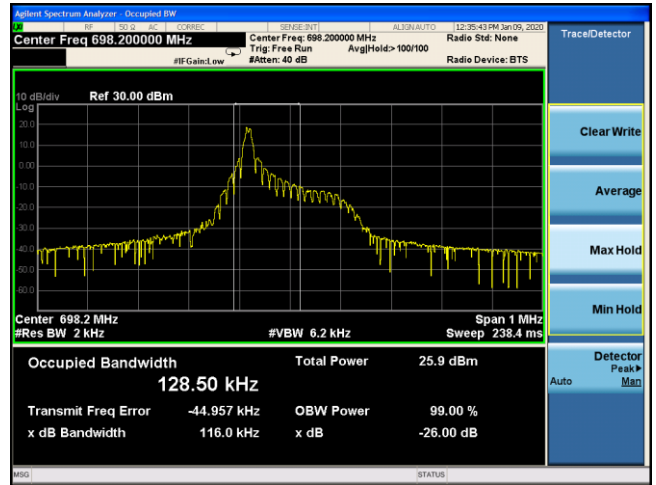 Agilent Spectrum Analyzer - Occupied BW
RF 50 Ω AC CORREC SENSE:INT ALIGNAUTO 12:35:43 PM Jan 09, 2020
Center Freq 698.200000 MHz Center Freq: 698.200000 MHz Radio Std: None Trace/Detector
Trig: Free Run Avg|Hold:> 100/100
#IFGain:Low #Atten: 40 dB Radio Device: BTS
10 dB/div Ref 30.00 dBm
Log
20.0
10.0
0.00
-10.0
-20.0
-30.0
-40.0
-50.0
-60.0
Center 698.2 MHz Span 1 MHz
#Res BW 2 kHz #VBW 6.2 kHz Sweep 238.4 ms
Clear Write
Average
Max Hold
Min Hold
Detector
Peak▶
Auto Man
Occupied Bandwidth Total Power 25.9 dBm
128.50 kHz
Transmit Freq Error -44.957 kHz OBW Power 99.00 %
x dB Bandwidth 116.0 kHz x dB -26.00 dB
MSG STATUS